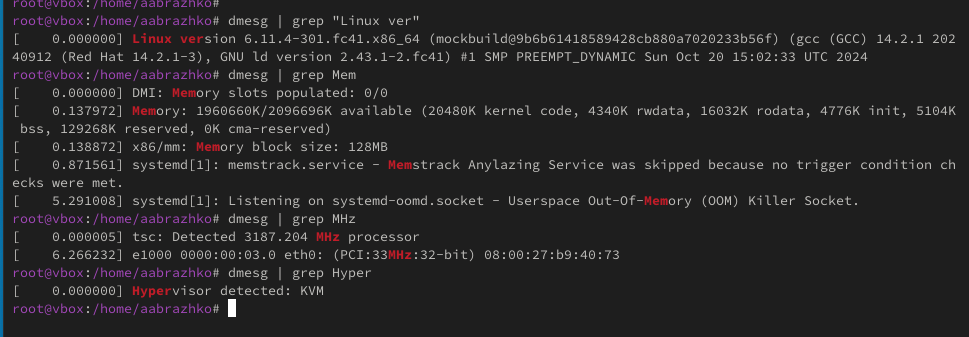 root@vbox:/home/aabrazhko#
root@vbox:/home/aabrazhko# dmesg | grep "Linux ver"
[    0.000000] Linux version 6.11.4-301.fc41.x86_64 (mockbuild@9b6b61418589428cb880a7020233b56f) (gcc (GCC) 14.2.1 202
40912 (Red Hat 14.2.1-3), GNU ld version 2.43.1-2.fc41) #1 SMP PREEMPT_DYNAMIC Sun Oct 20 15:02:33 UTC 2024
root@vbox:/home/aabrazhko# dmesg | grep Mem
[    0.000000] DMI: Memory slots populated: 0/0
[    0.137972] Memory: 1960660K/2096696K available (20480K kernel code, 4340K rwdata, 16032K rodata, 4776K init, 5104K
 bss, 129268K reserved, 0K cma-reserved)
[    0.138872] x86/mm: Memory block size: 128MB
[    0.871561] systemd[1]: memstrack.service - Memstrack Anylazing Service was skipped because no trigger condition ch
ecks were met.
[    5.291008] systemd[1]: Listening on systemd-oomd.socket - Userspace Out-Of-Memory (OOM) Killer Socket.
root@vbox:/home/aabrazhko# dmesg | grep MHz
[    0.000005] tsc: Detected 3187.204 MHz processor
[    6.266232] e1000 0000:00:03.0 eth0: (PCI:33MHz:32-bit) 08:00:27:b9:40:73
root@vbox:/home/aabrazhko# dmesg | grep Hyper
[    0.000000] Hypervisor detected: KVM
root@vbox:/home/aabrazhko#